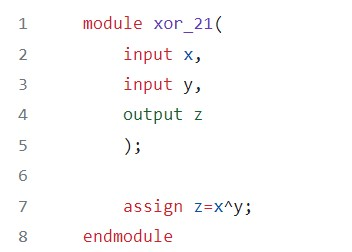 1 module xor_21(
2 input x,
3 input y,
4 output z
5 );
6
7 assign z=x^y;
8 endmodule